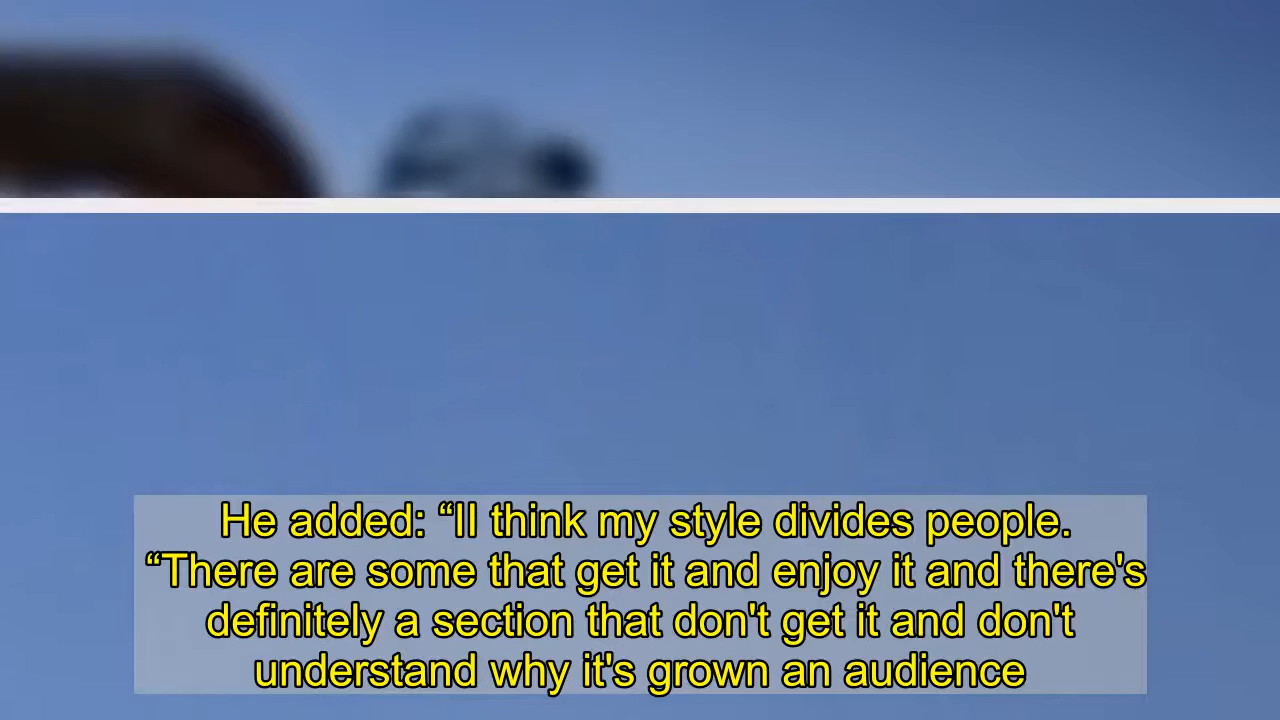 He added: “II think my style divides people.
“There are some that get it and enjoy it and there's
definitely a section that don't get it and don't
understand why it's grown an audience